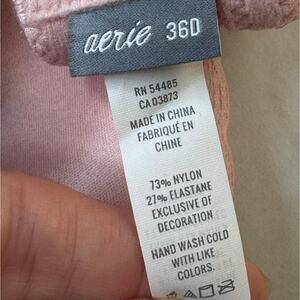 aerie 36D
RN 54485
CA 03873
MADE IN CHINA
FABRIQUÉ EN
CHINE
73% NYLON
27% ELASTANE
EXCLUSIVE OF
DECORATION
HAND WASH COLD
WITH LIKE
COLORS.